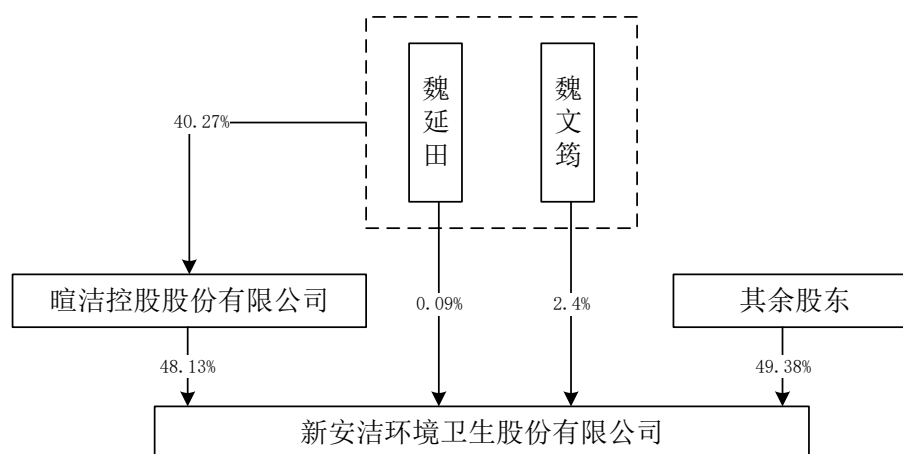 魏延田
魏文筠
40.27%
暄洁控股股份有限公司
0.09%
2.4%
其余股东
48.13%
49.38%
新安洁环境卫生股份有限公司